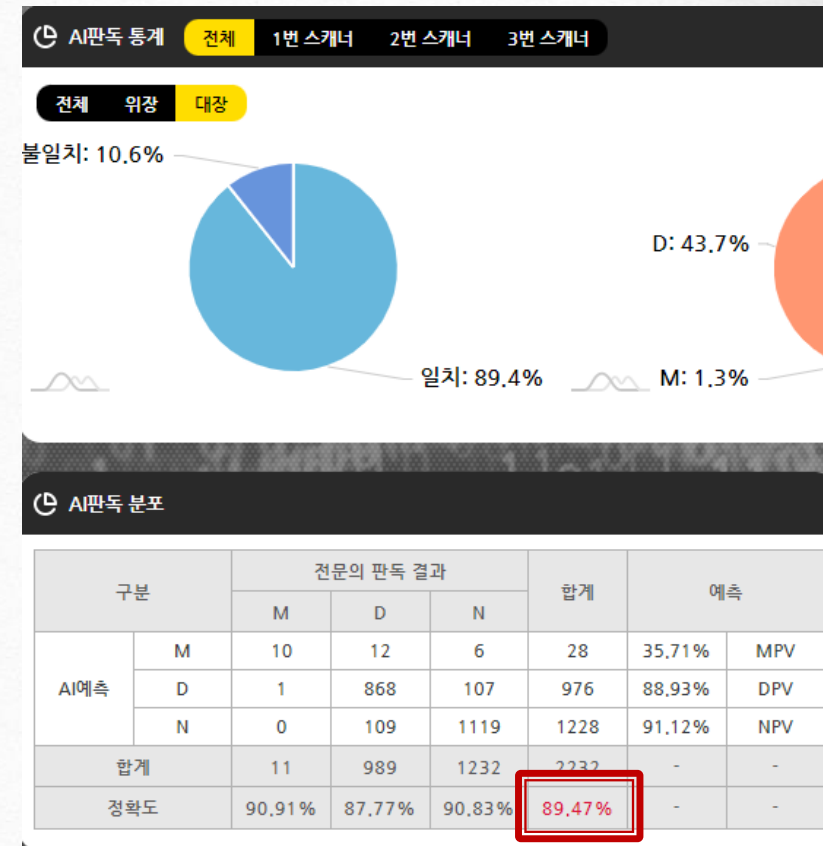 AI판독 통계 전체 1번 스캐너 2번 스캐너 3번 스캐너
전체 위장 대장
불일치: 10.6%
일치: 89.4%
D: 43.7%
M: 1.3%
AI판독 분포
구분 전문의 판독 결과 합계 예측
M D N
AI예측 M 10 12 6 28 35.71% MPV
D 1 868 107 976 88.93% DPV
N 0 109 1119 1228 91.12% NPV
합계 11 989 1232 2232 - -
정확도 90.91% 87.77% 90.83% 89.47% - -